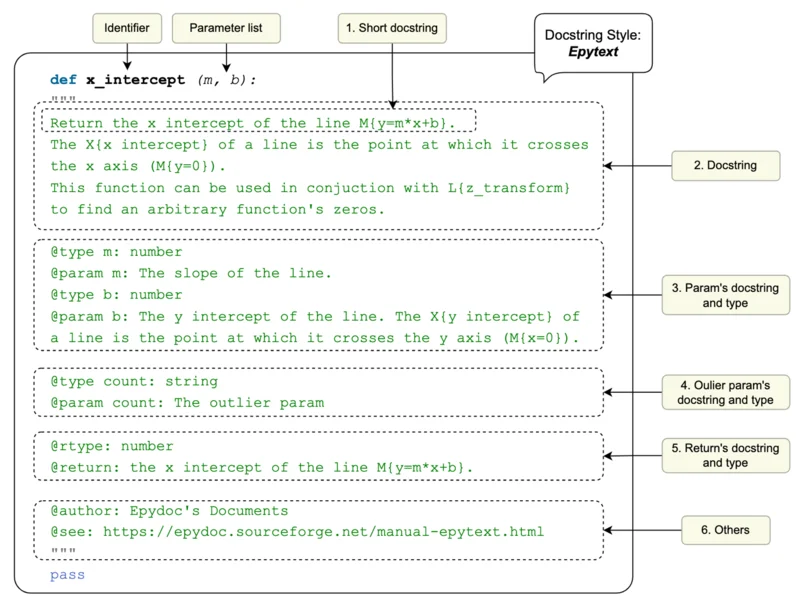 Identifier
Parameter list
1. Short docstring
Docstring Style:
Epytext
def x_intercept (m, b):
"""
Return the x intercept of the line M{y=m*x+b}.
The X{x intercept} of a line is the point at which it crosses
the x axis (M{y=0}).
This function can be used in conjuction with L{z_transform}
to find an arbitrary function's zeros.
2. Docstring
@type m: number
@param m: The slope of the line.
@type b: number
@param b: The y intercept of the line. The X{y intercept} of
a line is the point at which it crosses the y axis (M{x=0}).
3. Param's docstring
and type
@type count: string
@param count: The outlier param
4. Oulier param's
docstring and type
@rtype: number
@return: the x intercept of the line M{y=m*x+b}.
5. Return's docstring
and type
@author: Epydoc's Documents
@see: https://epydoc.sourceforge.net/manual-epytext.html
"""
6. Others
pass